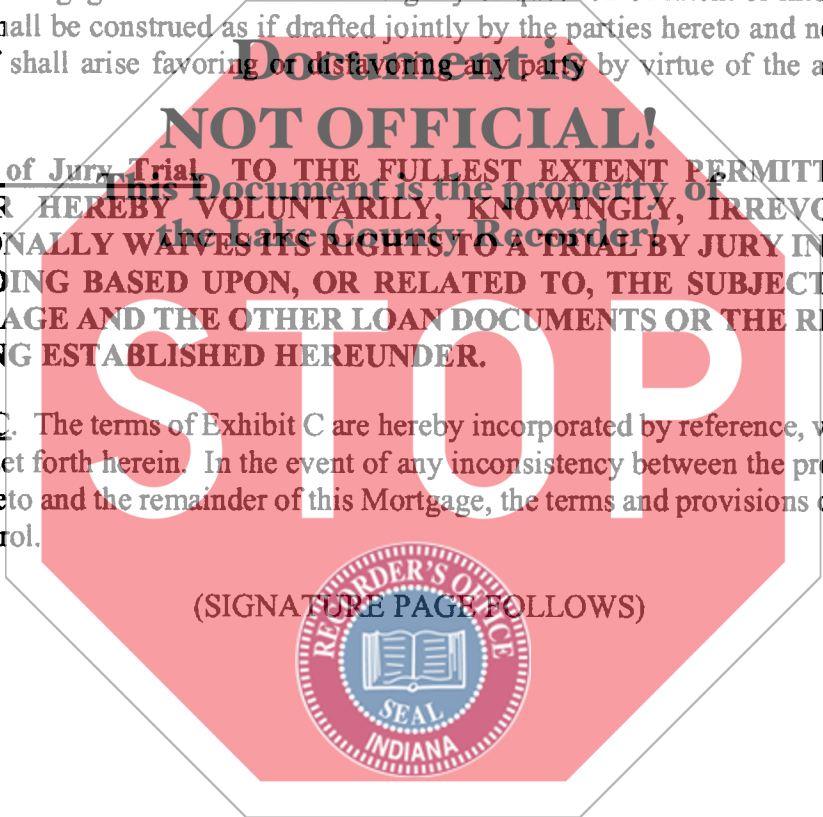 hall be construed as if drafted jointly by the parties hereto and n
shall arise favoring or disfavoring any party by virtue of the a
Document is
NOT OFFICIAL!
This Document is the property of
the Lake County Recorder!
of Jury Trial TO THE FULLEST EXTENT PERMITT
R HEREBY VOLUNTARILY, KNOWINGLY, IRREVO
NALLY WAIVES ITS RIGHTS TO A TRIAL BY JURY IN
DING BASED UPON, OR RELATED TO, THE SUBJECT
AGE AND THE OTHER LOAN DOCUMENTS OR THE RE
NG ESTABLISHED HEREUNDER.
STOP
C. The terms of Exhibit C are hereby incorporated by reference, w
et forth herein. In the event of any inconsistency between the pro
eto and the remainder of this Mortgage, the terms and provisions o
rol.
(SIGNATURE PAGE FOLLOWS)
RECORDER'S OFFICE
SEAL
INDIANA